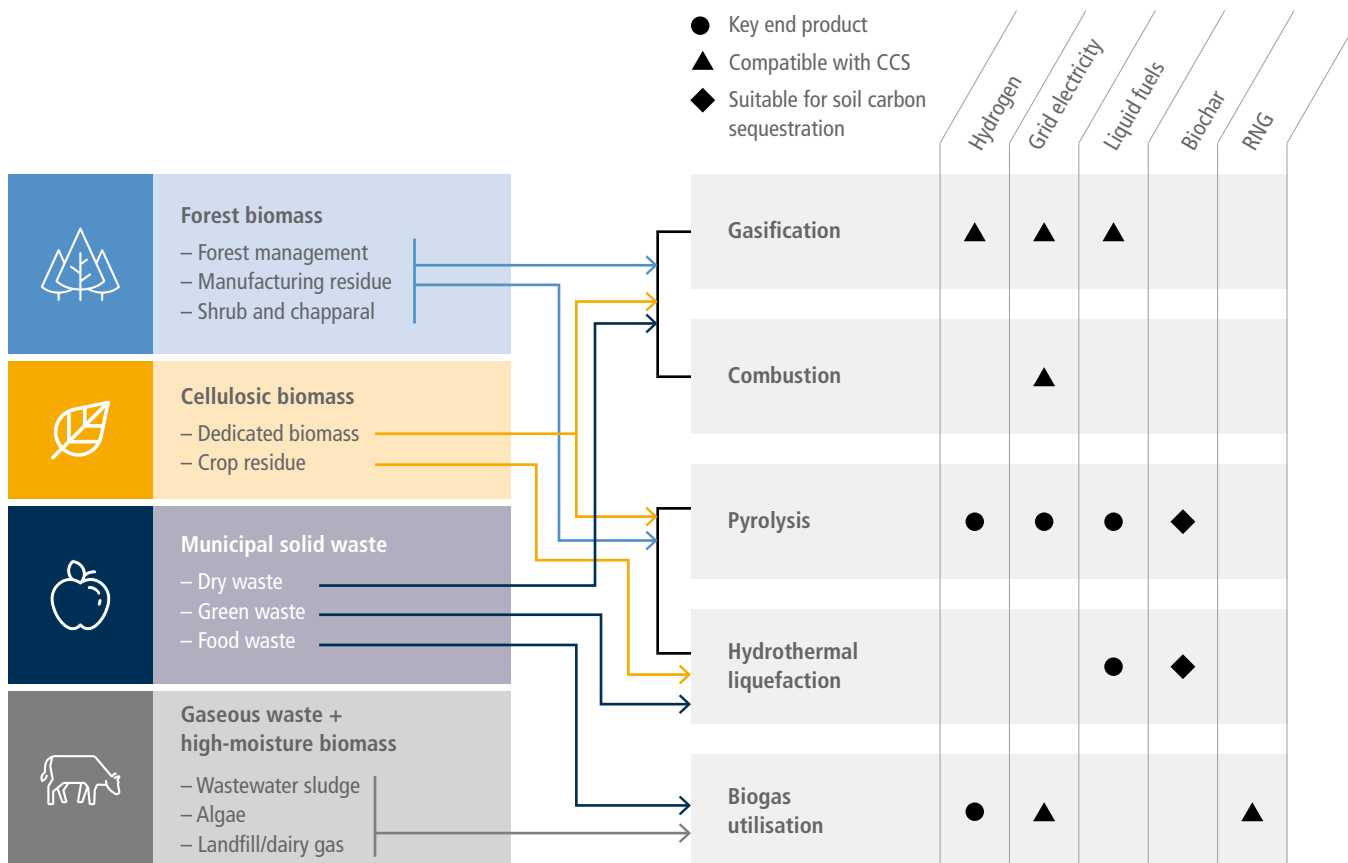 Key end product
Compatible with CCS
Suitable for soil carbon
sequestration
Hydrogen
Grid electricity
Liquid fuels
Biochar
RNG
Forest biomass
– Forest management
– Manufacturing residue
– Shrub and chapparal
Cellulosic biomass
– Dedicated biomass
– Crop residue
Municipal solid waste
– Dry waste
– Green waste
– Food waste
Gaseous waste +
high-moisture biomass
– Wastewater sludge
– Algae
– Landfill/dairy gas
Gasification
Combustion
Pyrolysis
Hydrothermal
liquefaction
Biogas
utilisation